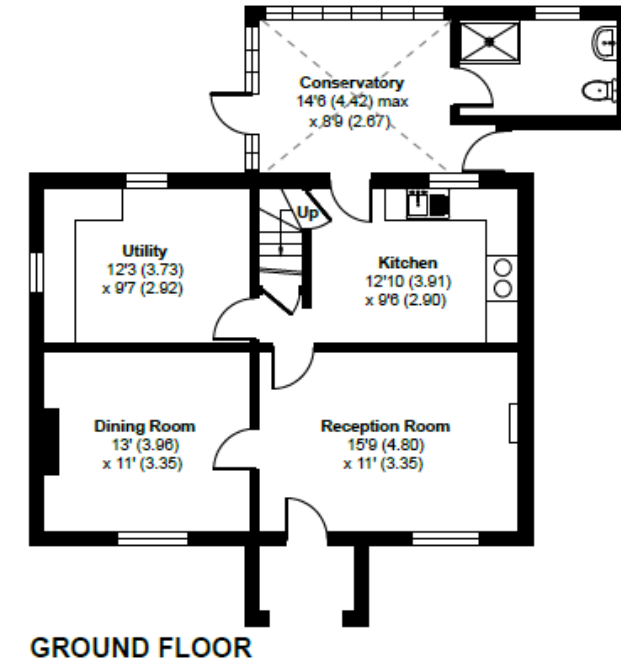 Conservatory
14'6 (4.42) max
x 8'9 (2.67)
Up
Utility
12'3 (3.73)
x 9'7 (2.92)
Kitchen
12'10 (3.91)
x 9'6 (2.90)
Dining Room
13' (3.96)
x 11' (3.35)
Reception Room
15'9 (4.80)
x 11' (3.35)
GROUND FLOOR